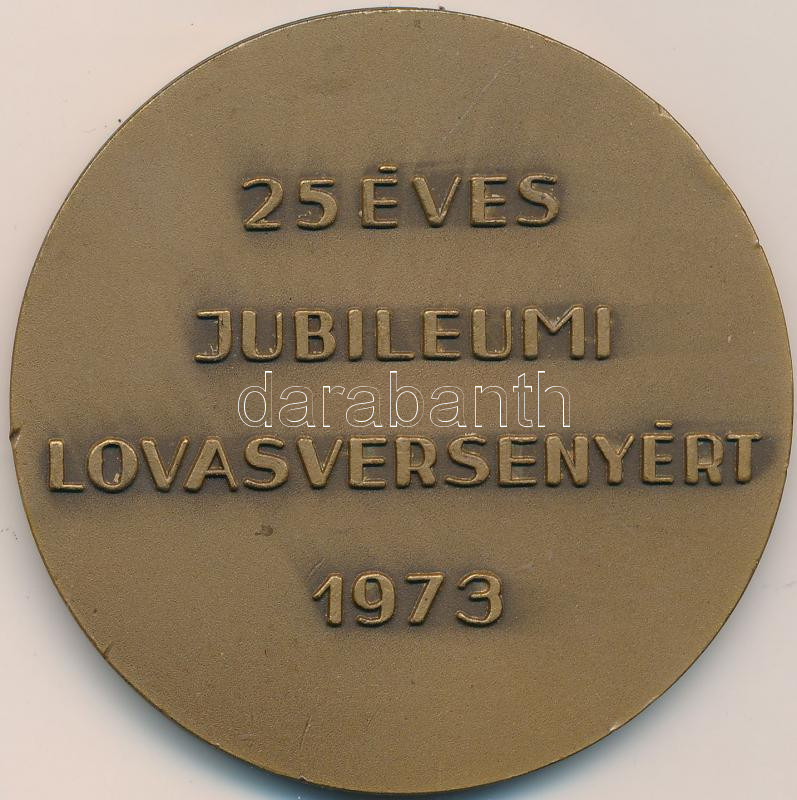 25 ÉVES
JUBILEUMI
darabanth
LOVASVERSENYÉRT
1973